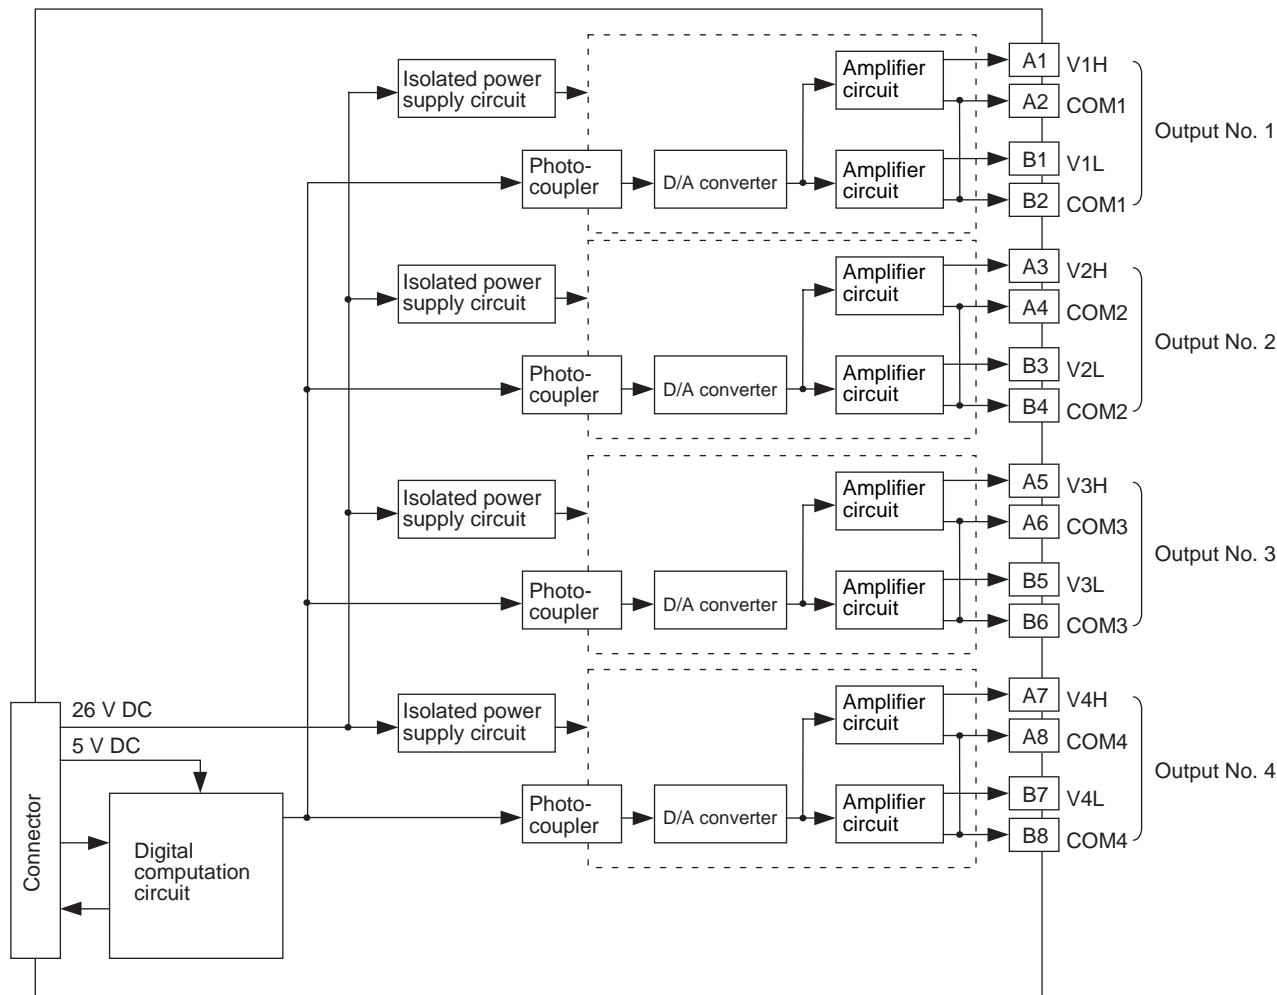 Isolated power
supply circuit
Amplifier
circuit
A1 V1H
A2 COM1
Photo-
coupler
D/A converter
Amplifier
circuit
B1 V1L
B2 COM1
Output No. 1
Isolated power
supply circuit
Amplifier
circuit
A3 V2H
A4 COM2
Photo-
coupler
D/A converter
Amplifier
circuit
B3 V2L
B4 COM2
Output No. 2
Isolated power
supply circuit
Amplifier
circuit
A5 V3H
A6 COM3
Photo-
coupler
D/A converter
Amplifier
circuit
B5 V3L
B6 COM3
Output No. 3
26 V DC
5 V DC
Isolated power
supply circuit
Amplifier
circuit
A7 V4H
A8 COM4
Photo-
coupler
D/A converter
Amplifier
circuit
B7 V4L
B8 COM4
Output No. 4
Connector
Digital
computation
circuit